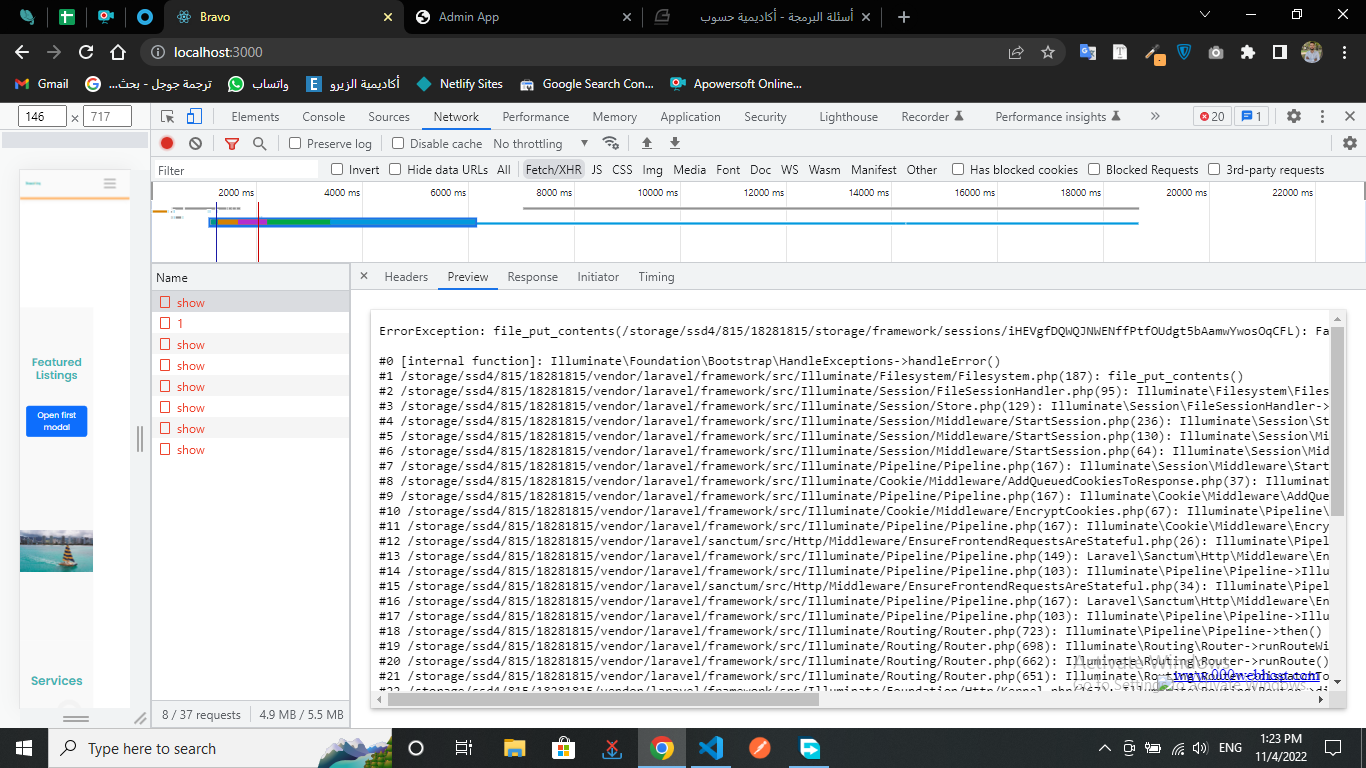 Bravo
Admin App
أسئلة البرمجة - أكاديمية حسوب
localhost:3000
Gmail
ترجمة جوجل - بحث...
واتساب
أكاديمية الزيرو
Netlify Sites
Google Search Con...
Apowersoft Online...
146 × 717
Elements Console Sources Network Performance Memory Application Security Lighthouse Recorder Performance insights 20 1
Preserve log Disable cache No throttling
Filter Invert Hide data URLs All Fetch/XHR JS CSS Img Media Font Doc WS Wasm Manifest Other Has blocked cookies Blocked Requests 3rd-party requests
2000 ms 4000 ms 6000 ms 8000 ms 10000 ms 12000 ms 14000 ms 16000 ms 18000 ms 20000 ms 22000 ms
Name
show
1
show
show
show
show
show
show
8 / 37 requests 4.9 MB / 5.5 MB
Headers Preview Response Initiator Timing
ErrorException: file_put_contents(/storage/ssd4/815/18281815/storage/framework/sessions/iHEVgfDQWQJNWENffPtfOUdgt5bAamwYwosOqCFL): Fa
#0 [internal function]: Illuminate\Foundation\Bootstrap\HandleExceptions->handleError()
#1 /storage/ssd4/815/18281815/vendor/laravel/framework/src/Illuminate/Filesystem/Filesystem.php(187): file_put_contents()
#2 /storage/ssd4/815/18281815/vendor/laravel/framework/src/Illuminate/Session/FileSessionHandler.php(95): Illuminate\Filesystem\Files
#3 /storage/ssd4/815/18281815/vendor/laravel/framework/src/Illuminate/Session/Store.php(129): Illuminate\Session\FileSessionHandler->
#4 /storage/ssd4/815/18281815/vendor/laravel/framework/src/Illuminate/Session/Middleware/StartSession.php(236): Illuminate\Session\St
#5 /storage/ssd4/815/18281815/vendor/laravel/framework/src/Illuminate/Session/Middleware/StartSession.php(130): Illuminate\Session\Mi
#6 /storage/ssd4/815/18281815/vendor/laravel/framework/src/Illuminate/Session/Middleware/StartSession.php(64): Illuminate\Session\Mid
#7 /storage/ssd4/815/18281815/vendor/laravel/framework/src/Illuminate/Pipeline/Pipeline.php(167): Illuminate\Session\Middleware\Start
#8 /storage/ssd4/815/18281815/vendor/laravel/framework/src/Illuminate/Cookie/Middleware/AddQueuedCookiesToResponse.php(37): Illuminat
#9 /storage/ssd4/815/18281815/vendor/laravel/framework/src/Illuminate/Pipeline/Pipeline.php(167): Illuminate\Cookie\Middleware\AddQue
#10 /storage/ssd4/815/18281815/vendor/laravel/framework/src/Illuminate/Cookie/Middleware/EncryptCookies.php(67): Illuminate\Pipeline\
#11 /storage/ssd4/815/18281815/vendor/laravel/framework/src/Illuminate/Pipeline/Pipeline.php(167): Illuminate\Cookie\Middleware\Encry
#12 /storage/ssd4/815/18281815/vendor/laravel/sanctum/src/Http/Middleware/EnsureFrontendRequestsAreStateful.php(26): Illuminate\Pipel
#13 /storage/ssd4/815/18281815/vendor/laravel/framework/src/Illuminate/Pipeline/Pipeline.php(149): Laravel\Sanctum\Http\Middleware\En
#14 /storage/ssd4/815/18281815/vendor/laravel/framework/src/Illuminate/Pipeline/Pipeline.php(103): Illuminate\Pipeline\Pipeline->Illu
#15 /storage/ssd4/815/18281815/vendor/laravel/sanctum/src/Http/Middleware/EnsureFrontendRequestsAreStateful.php(34): Illuminate\Pipel
#16 /storage/ssd4/815/18281815/vendor/laravel/framework/src/Illuminate/Pipeline/Pipeline.php(167): Laravel\Sanctum\Http\Middleware\En
#17 /storage/ssd4/815/18281815/vendor/laravel/framework/src/Illuminate/Pipeline/Pipeline.php(103): Illuminate\Pipeline\Pipeline->Illu
#18 /storage/ssd4/815/18281815/vendor/laravel/framework/src/Illuminate/Routing/Router.php(723): Illuminate\Pipeline\Pipeline->then()
#19 /storage/ssd4/815/18281815/vendor/laravel/framework/src/Illuminate/Routing/Router.php(698): Illuminate\Routing\Router->runRouteWi
#20 /storage/ssd4/815/18281815/vendor/laravel/framework/src/Illuminate/Routing/Router.php(662): Illuminate\Routing\Router->runRoute()
#21 /storage/ssd4/815/18281815/vendor/laravel/framework/src/Illuminate/Routing/Router.php(651): Illuminate\Routing\Router->dispatchTo
Activate Windows
Go to Settings to activate Windows.
Featured
Listings
Open first
modal
Services
Type here to search
ENG
1:23 PM
11/4/2022